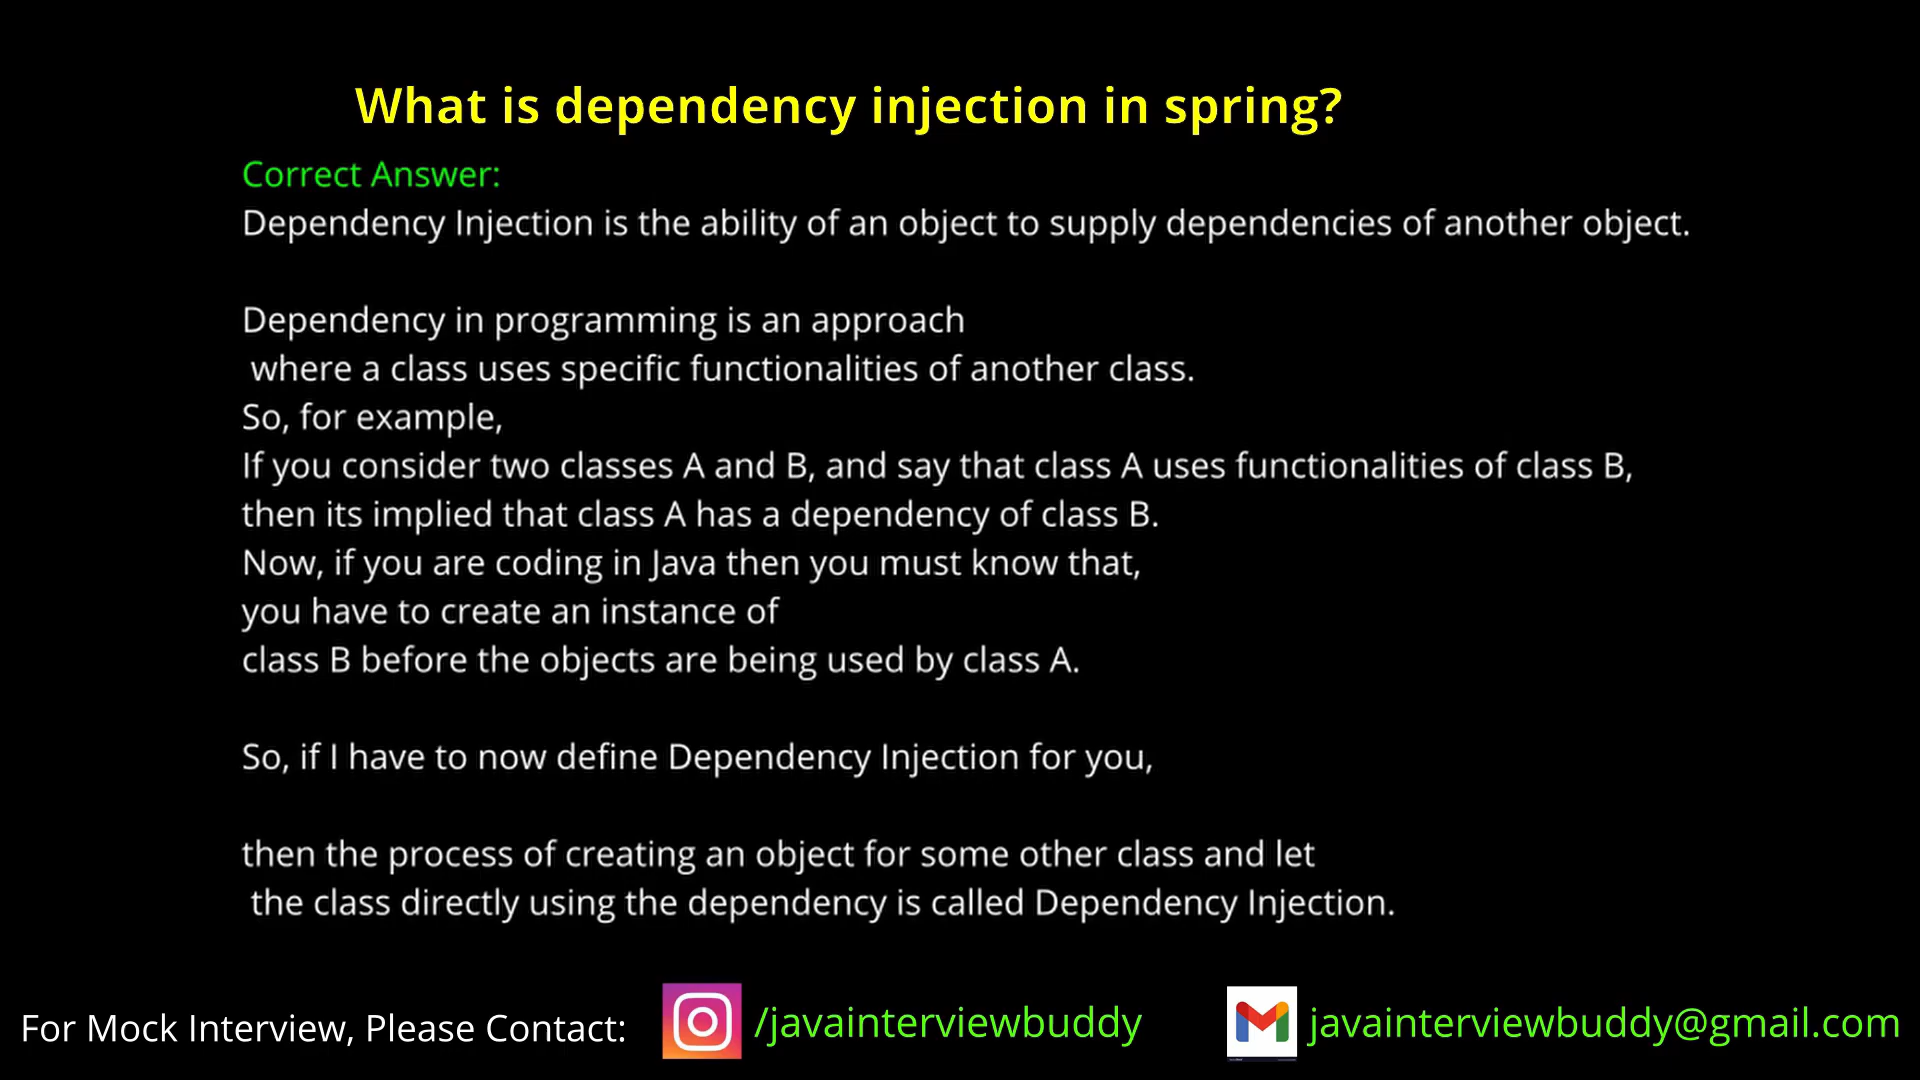 What is dependency injection in spring?
Correct Answer:
Dependency Injection is the ability of an object to supply dependencies of another object.
Dependency in programming is an approach
where a class uses specific functionalities of another class.
So, for example,
If you consider two classes A and B, and say that class A uses functionalities of class B,
then its implied that class A has a dependency of class B.
Now, if you are coding in Java then you must know that,
you have to create an instance of
class B before the objects are being used by class A.
So, if I have to now define Dependency Injection for you,
then the process of creating an object for some other class and let
the class directly using the dependency is called Dependency Injection.
For Mock Interview, Please Contact: /javainterviewbuddy javainterviewbuddy@gmail.com